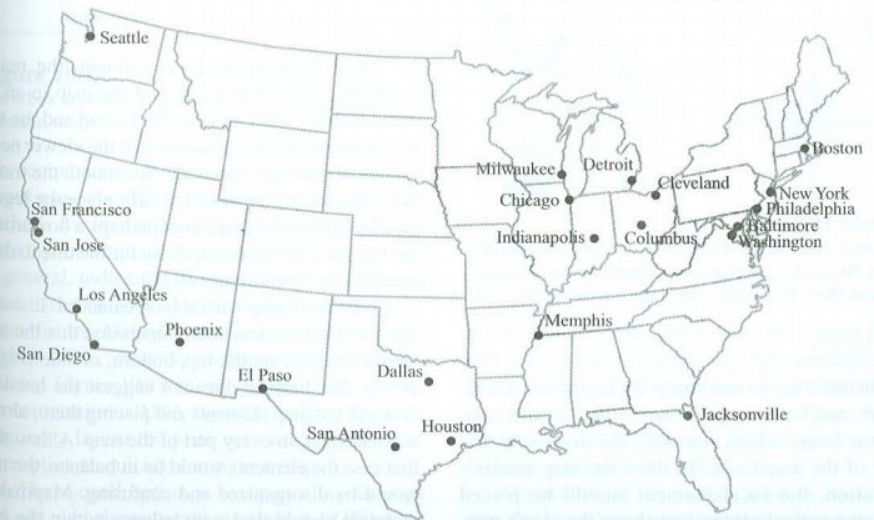 Seattle
Boston
Milwaukee
Detroit
Cleveland
Chicago
New York
San Francisco
Philadelphia
Baltimore
San Jose
Indianapolis
Columbus
Washington
Los Angeles
Memphis
Phoenix
San Diego
El Paso
Dallas
Jacksonville
San Antonio
Houston